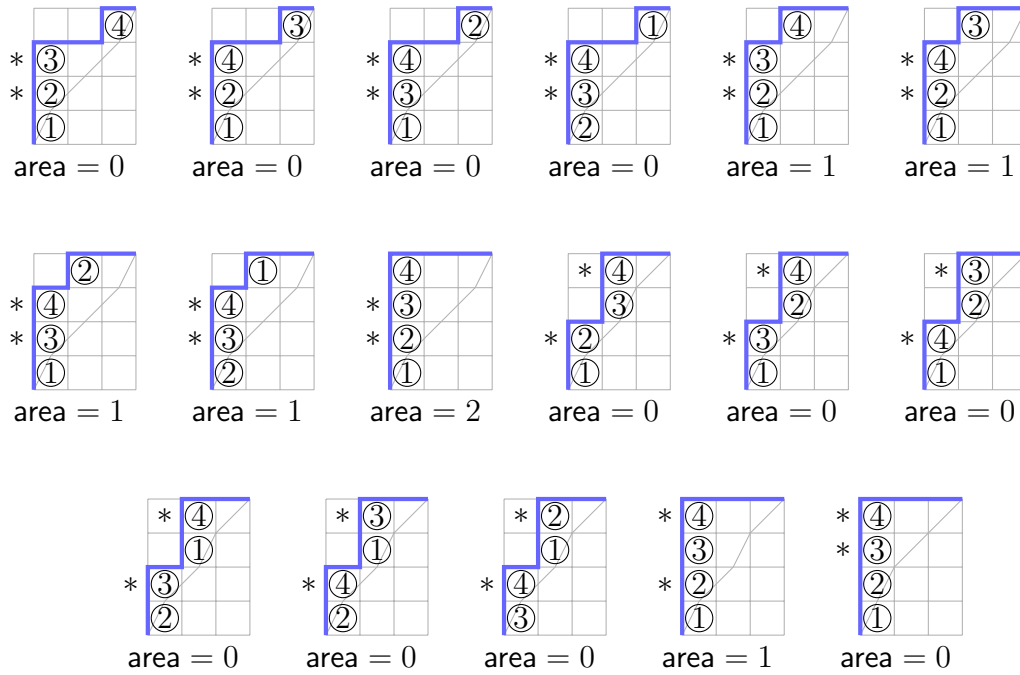 ④ ③ ② ① ④ ③
* ③ * ④ * ④ * ④ * ③ * ④
* ② * ② * ③ * ③ * ② * ②
① ① ① ② ① ①
area = 0 area = 0 area = 0 area = 0 area = 1 area = 1
② ① ④ * ④ * ④ * ③
* ④ * ④ * ③ ③ ② ②
* ③ * ③ * ② * ② * ③ * ④
① ② ① ① ① ①
area = 1 area = 1 area = 2 area = 0 area = 0 area = 0
* ④ * ③ * ② * ④ * ④
① ① ① ③ * ③
* ③ * ④ * ④ * ② ②
② ② ③ ① ①
area = 0 area = 0 area = 0 area = 1 area = 0